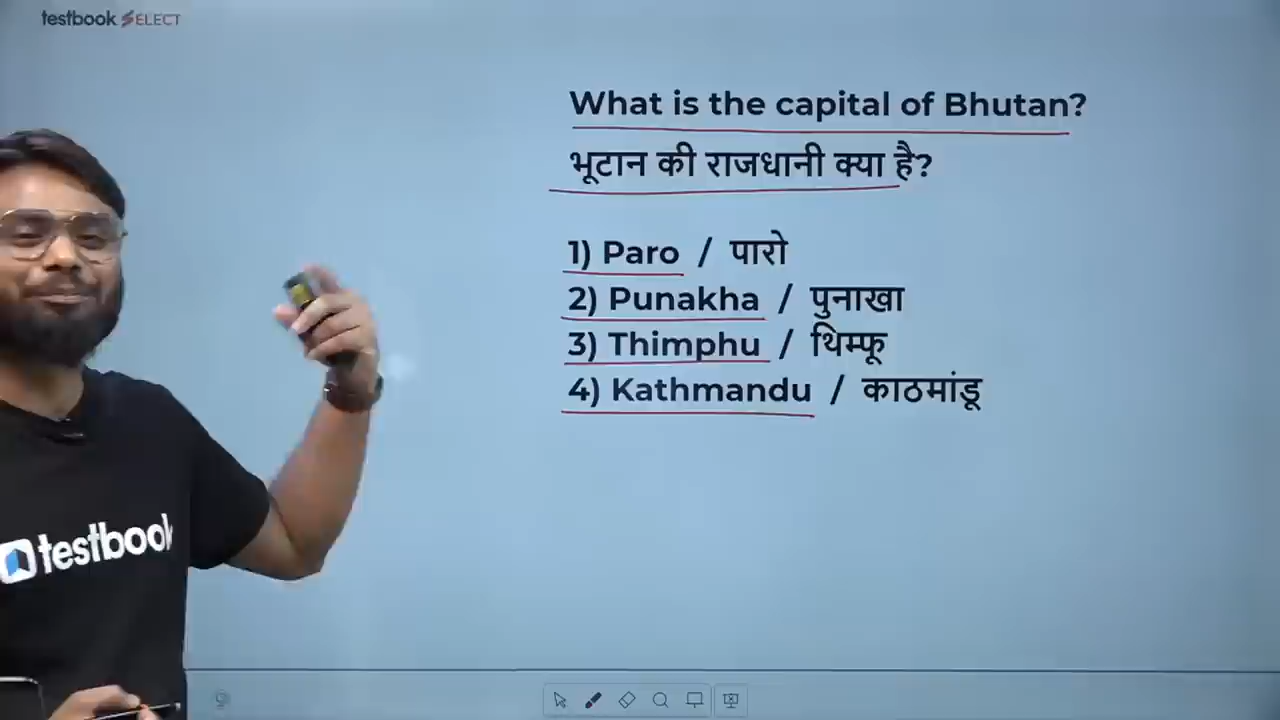 testbook SELECT
What is the capital of Bhutan?
भूटान की राजधानी क्या है?
1) Paro / पारो
2) Punakha / पुनाखा
3) Thimphu / थिम्फू
4) Kathmandu / काठमांडू
testbook